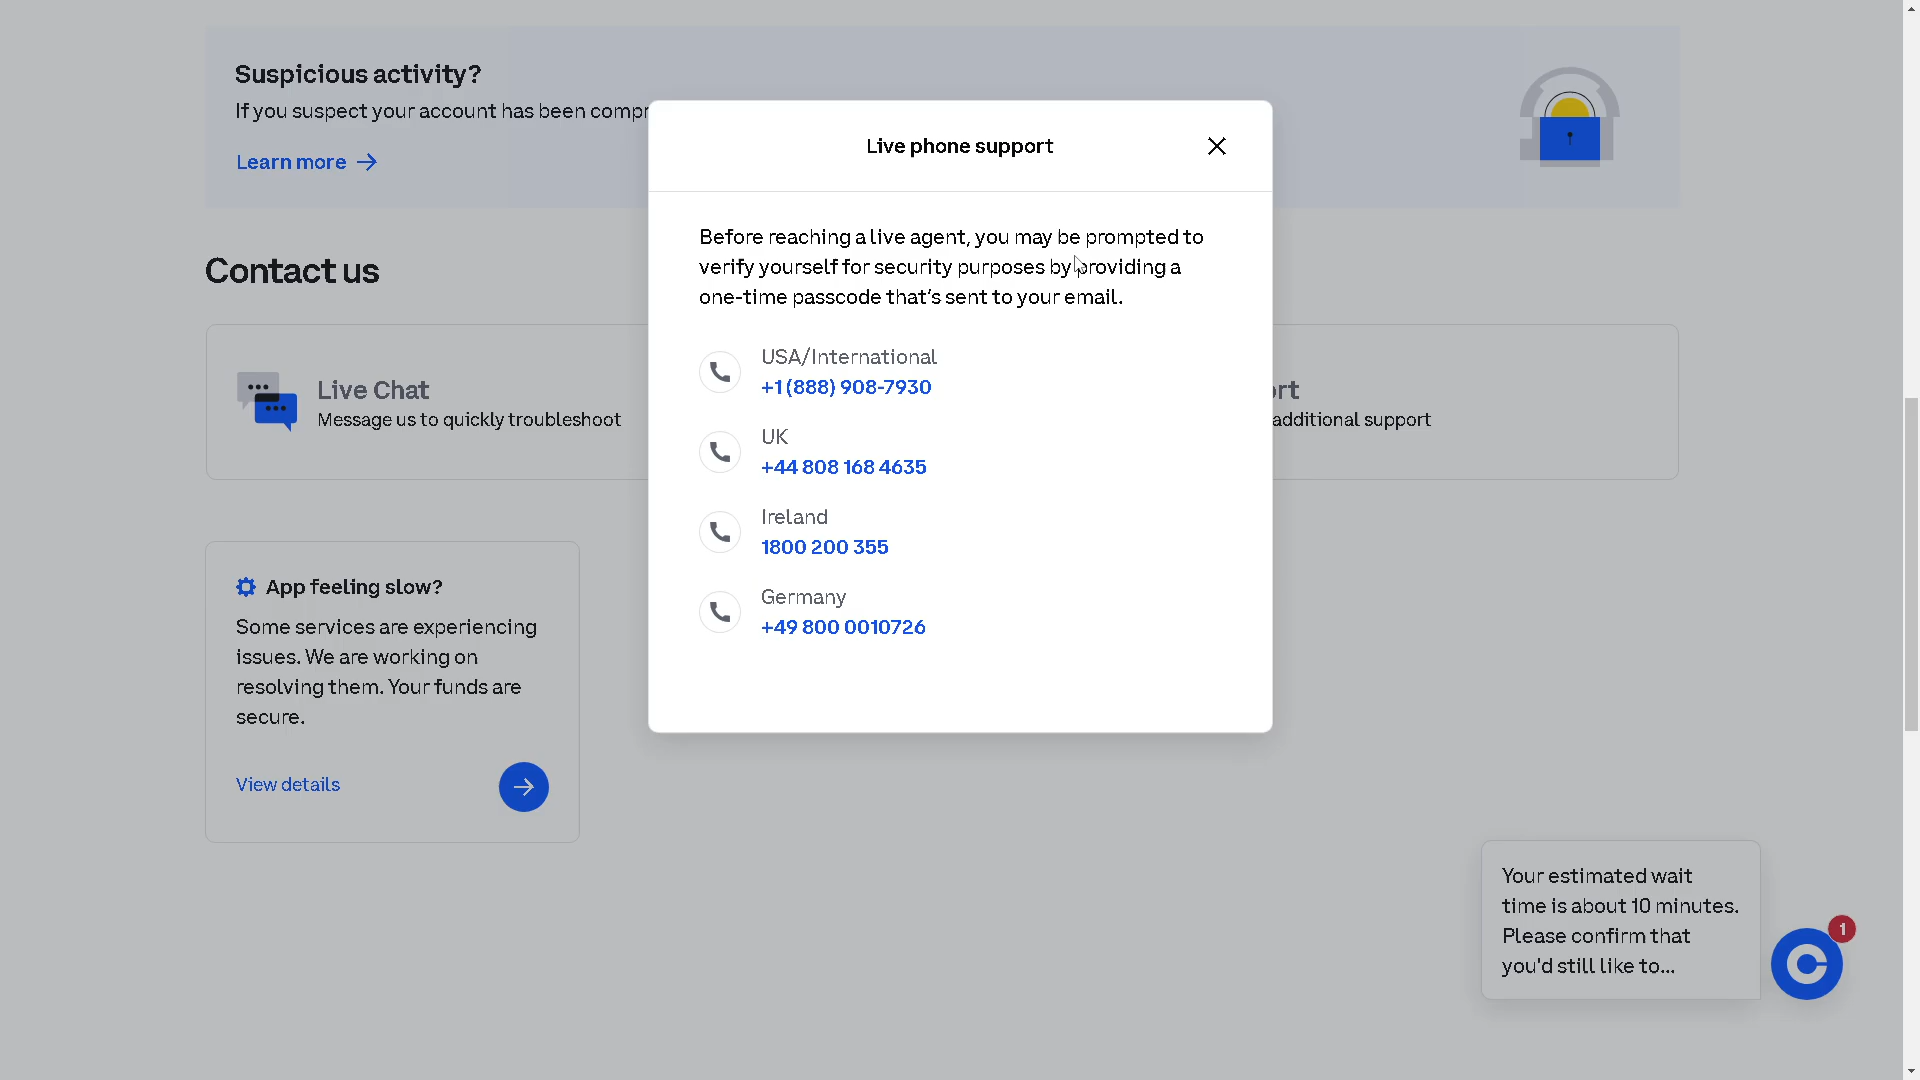 Suspicious activity?
If you suspect your account has been
Learn more
Live phone support
Before reaching a live agent, you may be prompted to
verify yourself for security purposes by providing a
one-time passcode that's sent to your email.
USA/International
+1 (888) 908-7930
UK
+44 808 168 4635
Ireland
1800 200 355
Germany
+49 800 0010726
Contact us
Live Chat
Message us to quickly troubleshoot
additional support
App feeling slow?
Some services are experiencing
issues. We are working on
resolving them. Your funds are
secure.
View details
Your estimated wait
time is about 10 minutes.
Please confirm that
you'd still like to...
1